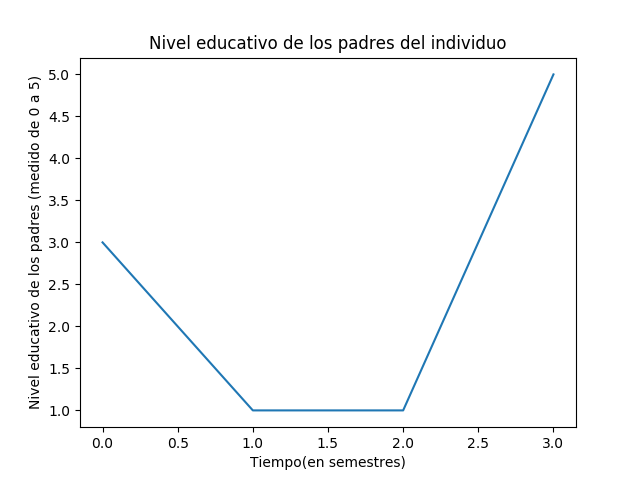 Nivel educativo de los padres del individuo
Nivel educativo de los padres (medido de 0 a 5)
5.0
4.5
4.0
3.5
3.0
2.5
2.0
1.5
1.0
0.0 0.5 1.0 1.5 2.0 2.5 3.0
Tiempo(en semestres)